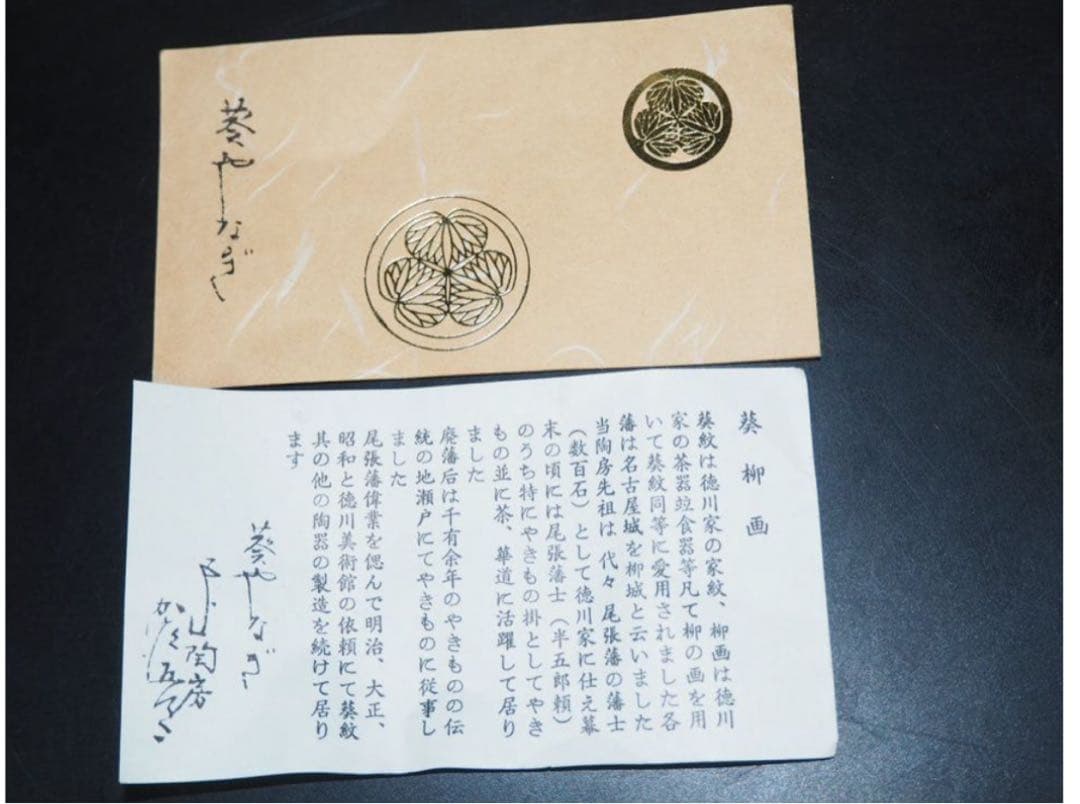 葵やなぎ
葵柳画
葵紋は徳川家の家紋、柳画は徳川
家の茶器竝食器等凡て柳の画を用
いて葵紋同等に愛用されました各
藩は名古屋城を柳城と云いました
当陶房先祖は 代々 尾張藩の藩士
（数百石）として徳川家に仕え幕
末の頃には尾張藩士（半五郎頼）
のうち特にやきもの掛としてやき
もの並に茶、華道に活躍して居り
ました
廃藩后は千有余年のやきものの伝
統の地瀬戸にてやきものに従事し
ました
尾張藩偉業を偲んで明治、大正、
昭和と徳川美術館の依頼にて葵紋
其の他の陶器の製造を続けて居り
ます
葵やなぎ
陶房